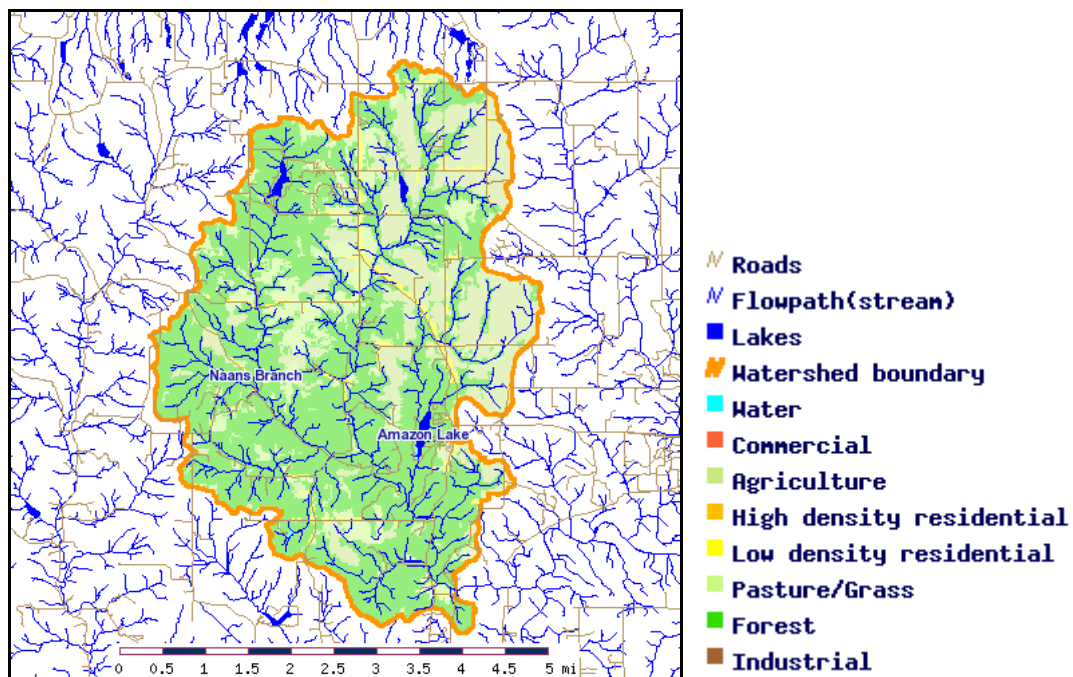 Naans Branch
Amazon Lake
0 0.5 1 1.5 2 2.5 3 3.5 4 4.5 5 mi
Roads
Flowpath(stream)
Lakes
Watershed boundary
Water
Commercial
Agriculture
High density residential
Low density residential
Pasture/Grass
Forest
Industrial